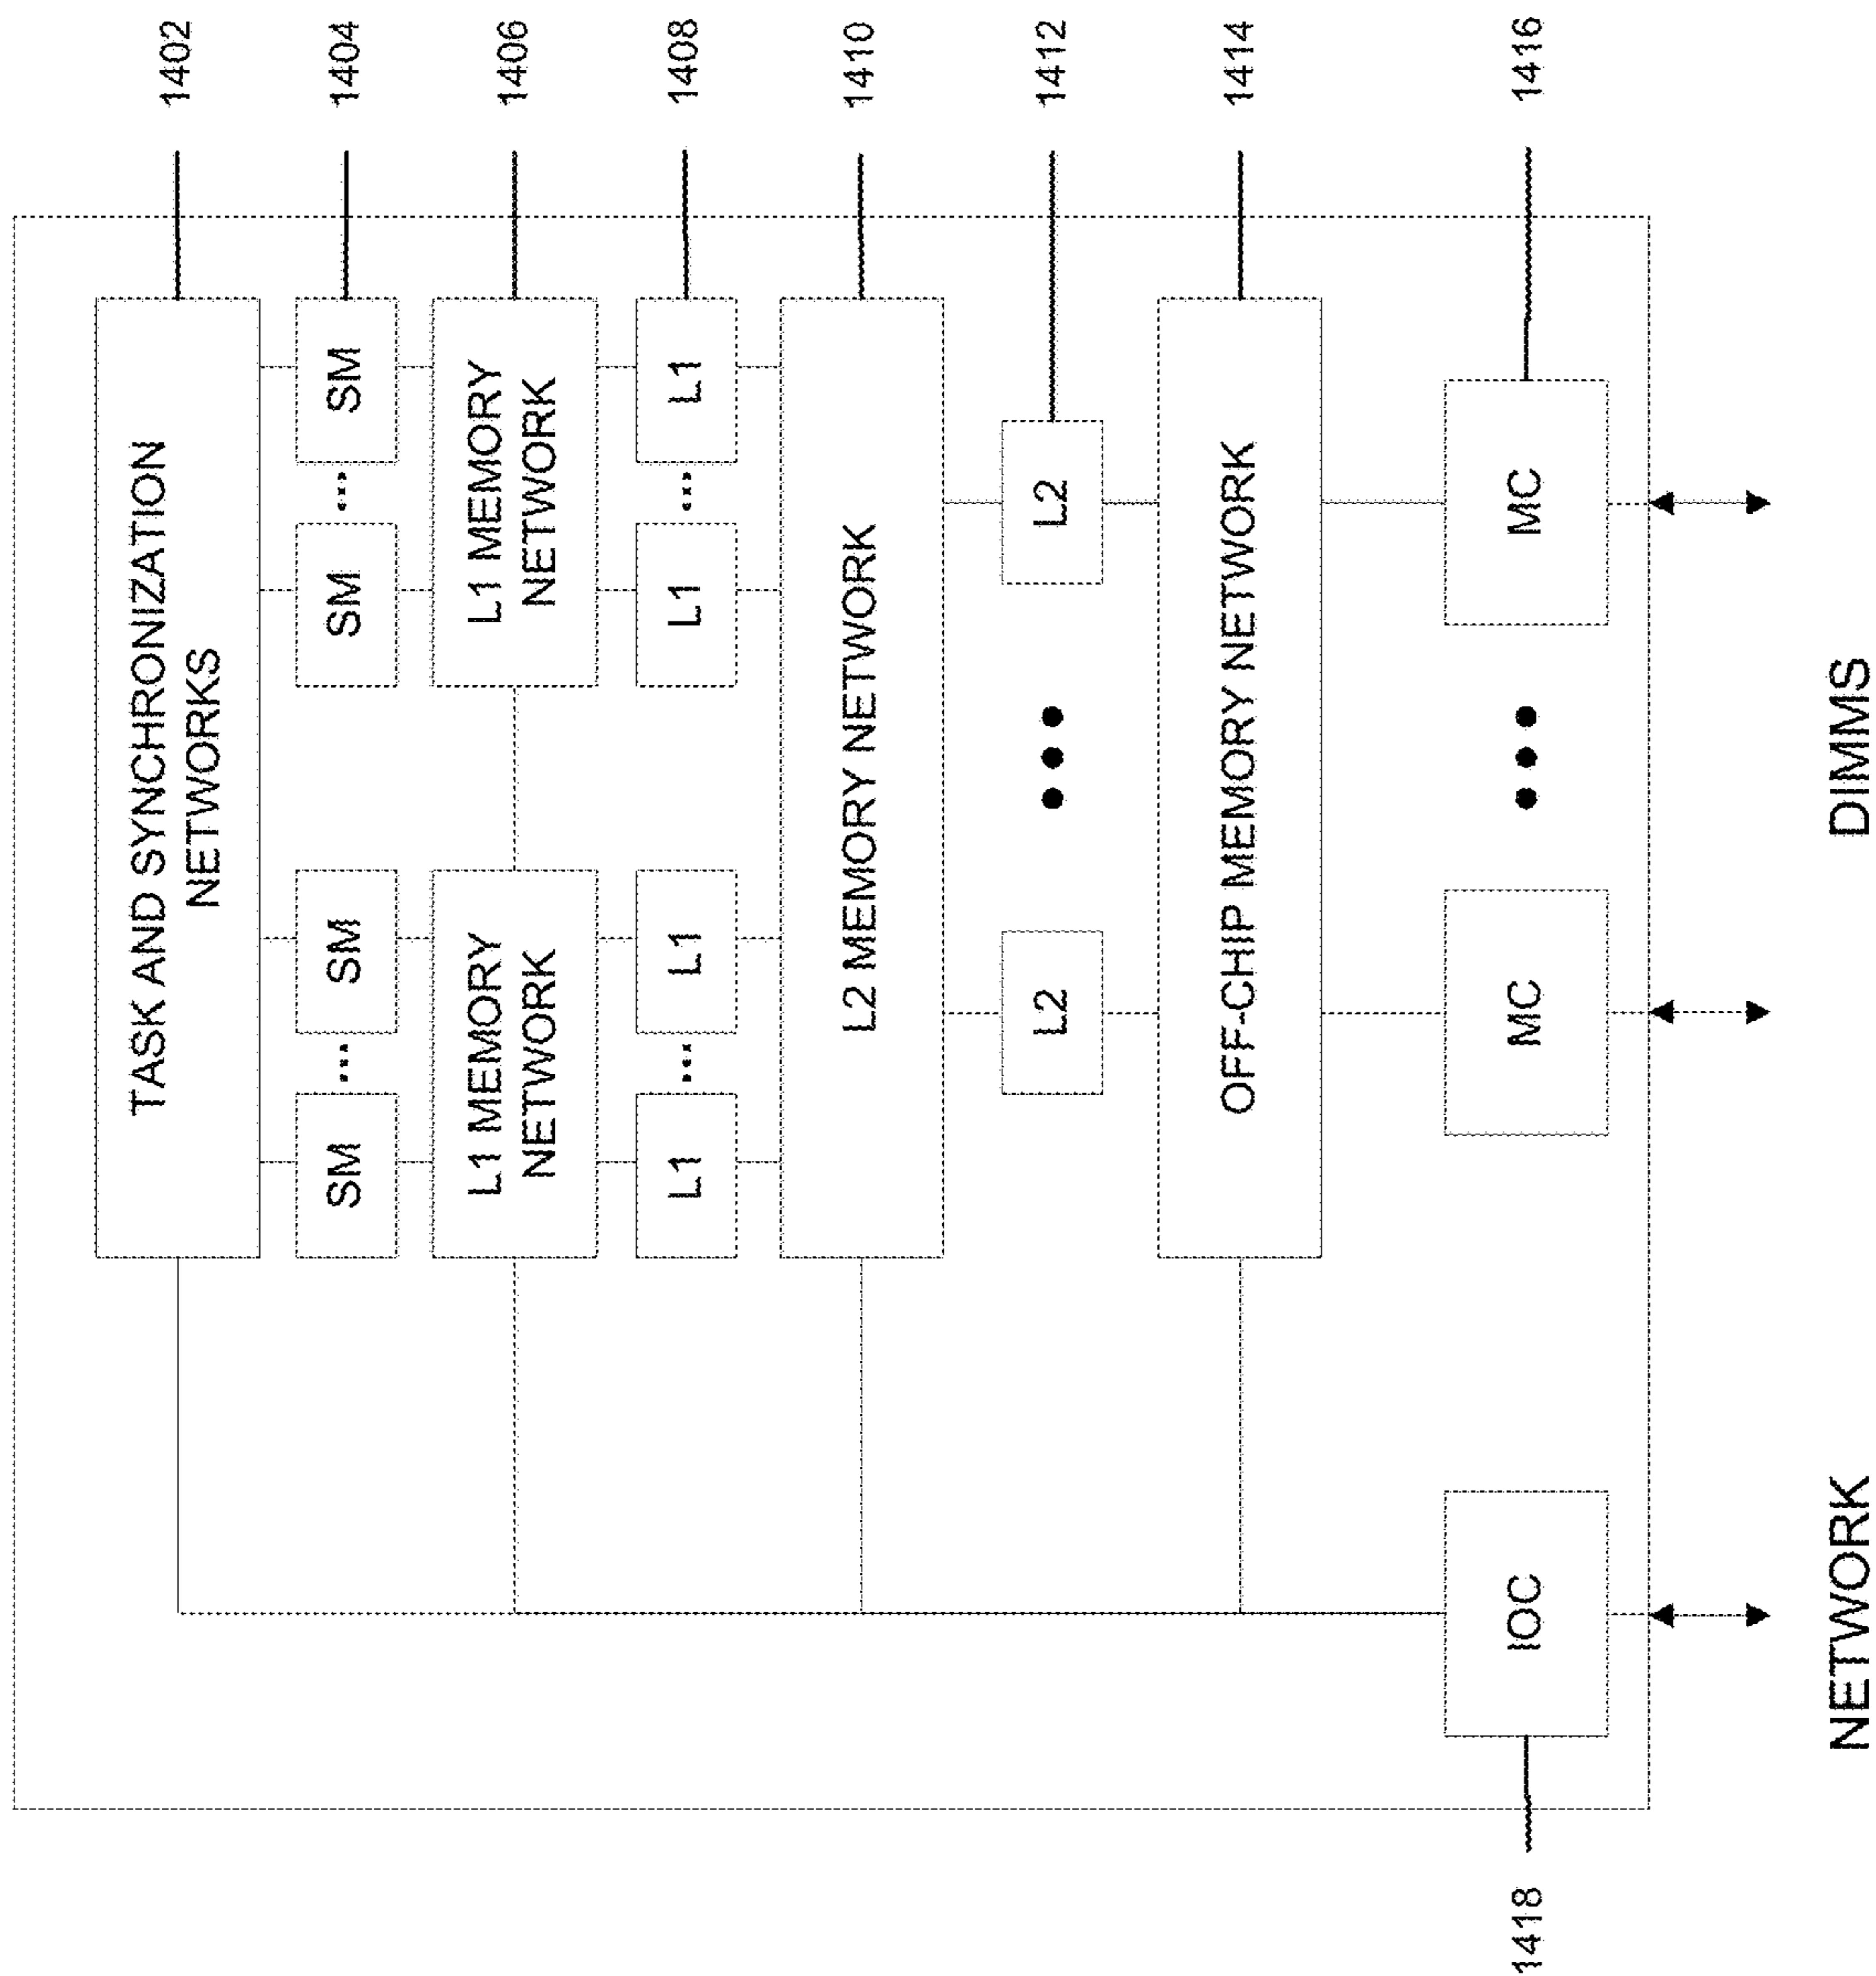 TASK AND SYNCHRONIZATION
NETWORKS
1402
SM
...
SM
SM
...
SM
1404
L1 MEMORY
NETWORK
L1 MEMORY
NETWORK
1406
L1
...
L1
L1
...
L1
1408
L2 MEMORY NETWORK
1410
L2
L2
1412
OFF-CHIP MEMORY NETWORK
1414
1418
IOC
MC
MC
1416
NETWORK
DIMMS